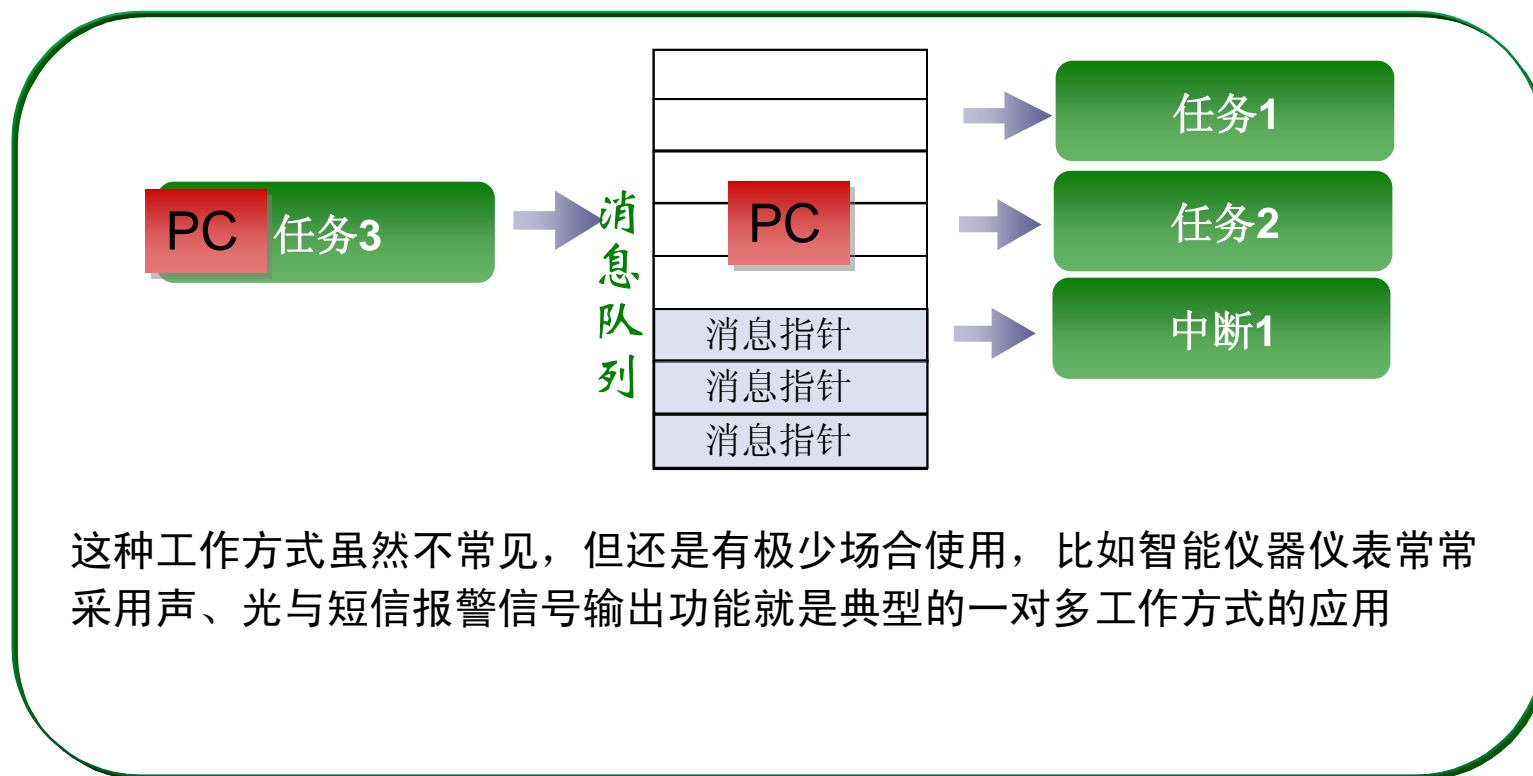 任务1
PC
任务3
消息队列
PC
任务2
消息指针
中断1
消息指针
消息指针
这种工作方式虽然不常见，但还是有极少场合使用，比如智能仪器仪表常常
采用声、光与短信报警信号输出功能就是典型的一对多工作方式的应用